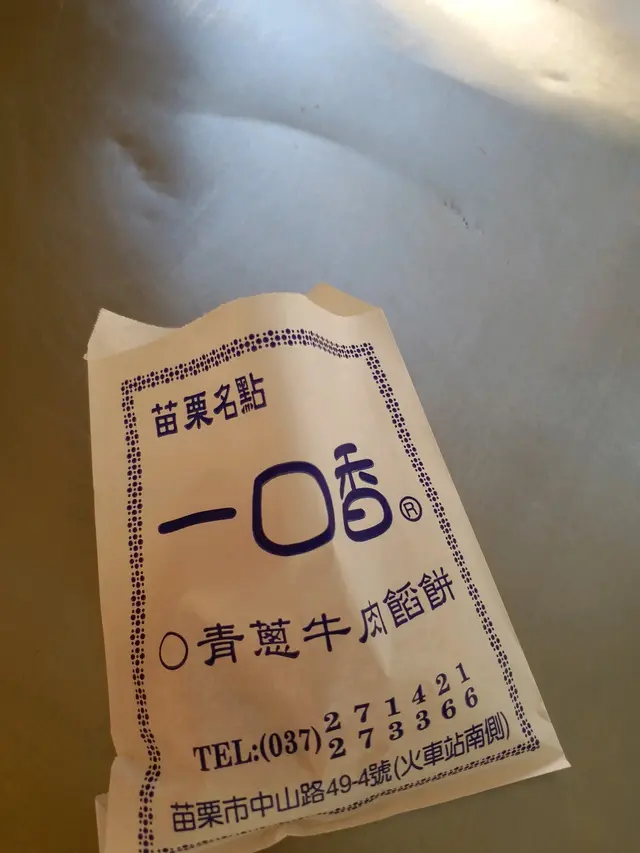 苗栗名點
一口香®
○青蔥牛肉餡餅
TEL:(037) 271421
273366
苗栗市中山路49-4號(火車站南側)